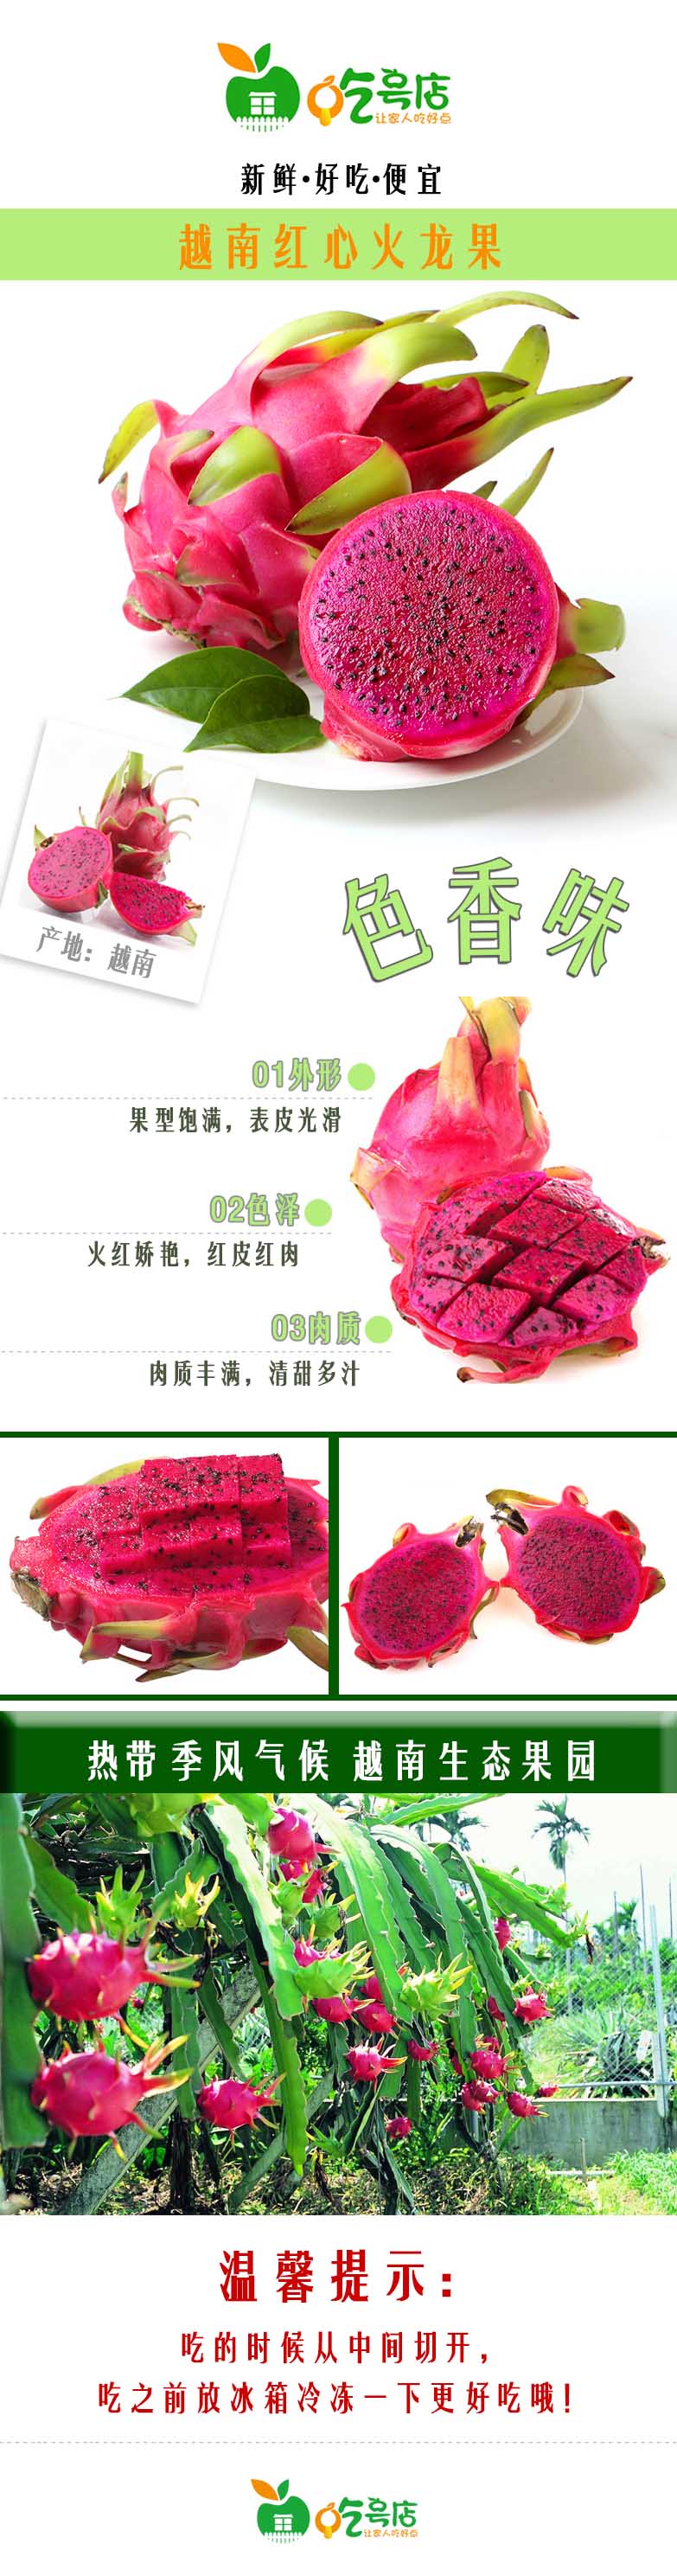 吃号店
让家人吃好点
新鲜·好吃·便宜
越南红心火龙果
产地：越南
色香味
01外形
果型饱满，表皮光滑
02色泽
火红娇艳，红皮红肉
03肉质
肉质丰满，清甜多汁
热带季风气候 越南生态果园
温馨提示：
吃的时候从中间切开，
吃之前放冰箱冷冻一下更好吃哦！
吃号店
让家人吃好点